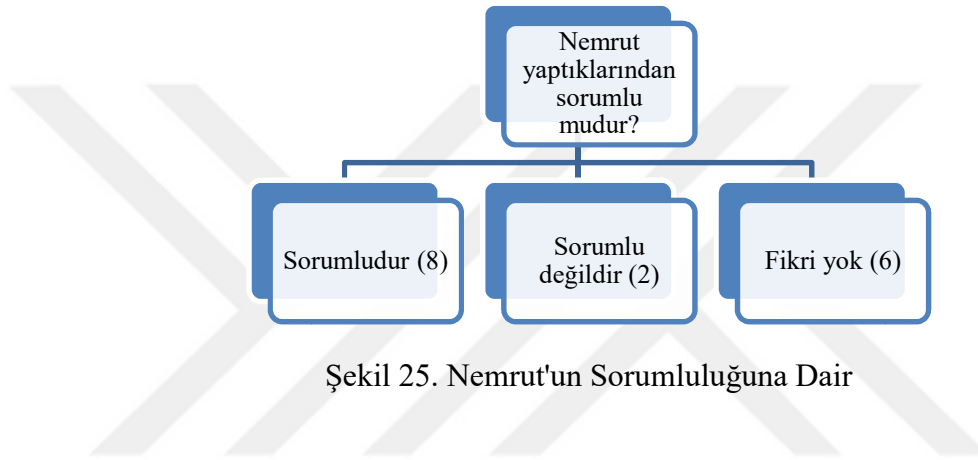 Nemrut
yaptıklarından
sorumlu
mudur?
Sorumludur (8)
Sorumlu
değildir (2)
Fikri yok (6)
Şekil 25. Nemrut'un Sorumluluğuna Dair